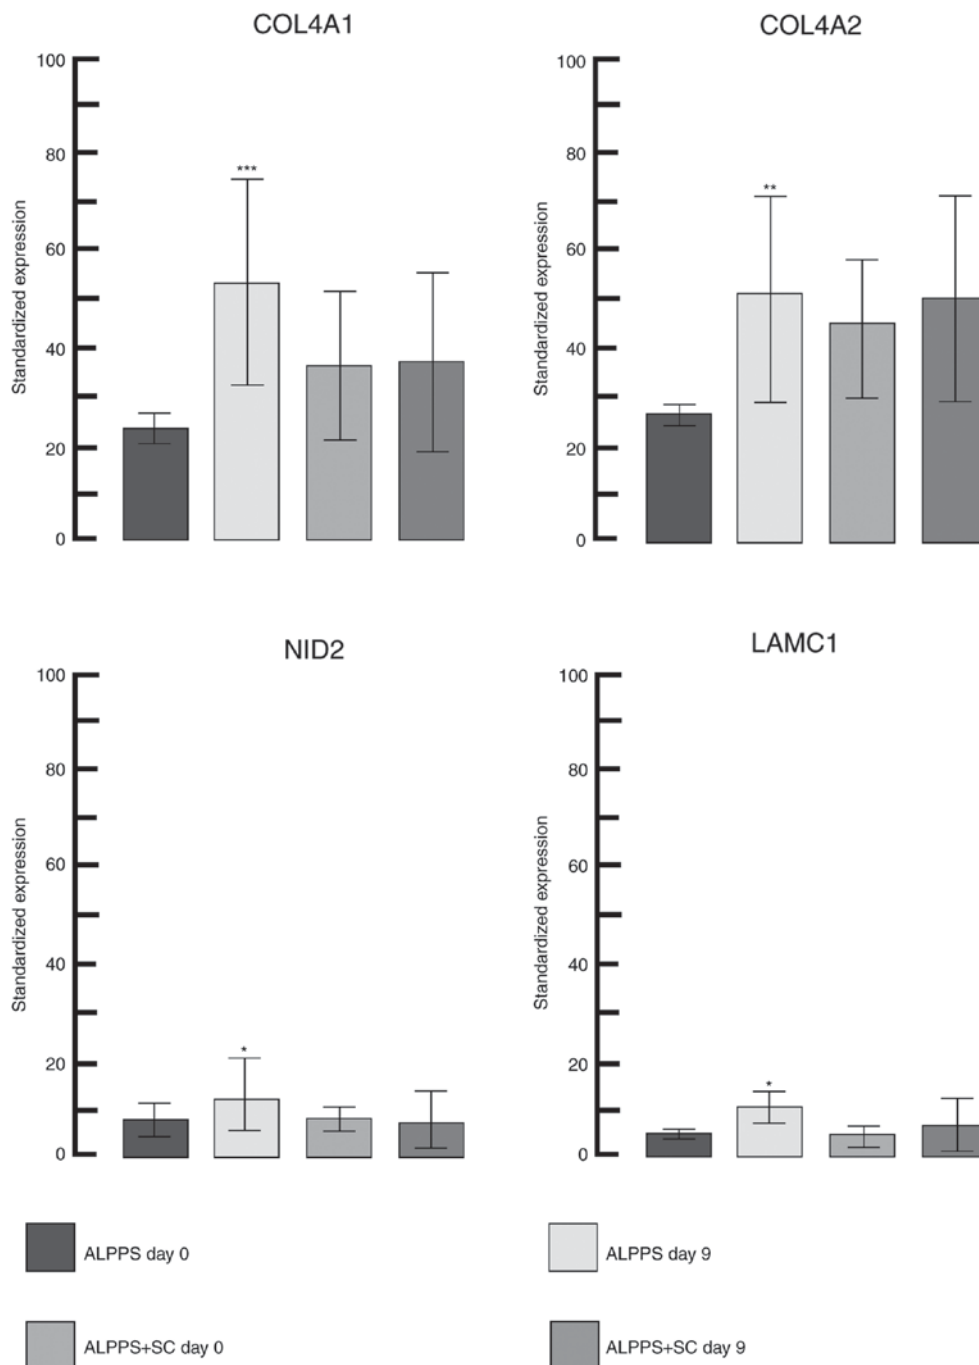 COL4A1
COL4A2
100
80
60
40
20
0
Standardized expression
***
100
80
60
40
20
0
Standardized expression
**
NID2
LAMC1
100
80
60
40
20
0
Standardized expression
*
100
80
60
40
20
0
Standardized expression
*
ALPPS day 0
ALPPS day 9
ALPPS+SC day 0
ALPPS+SC day 9